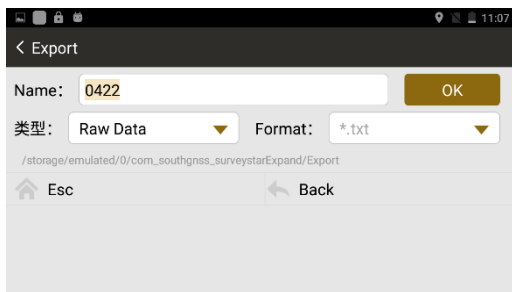 11:07
Export
Name： 0422 OK
类型： Raw Data Format： *.txt
/storage/emulated/0/com_southgnss_surveystarExpand/Export
Esc Back